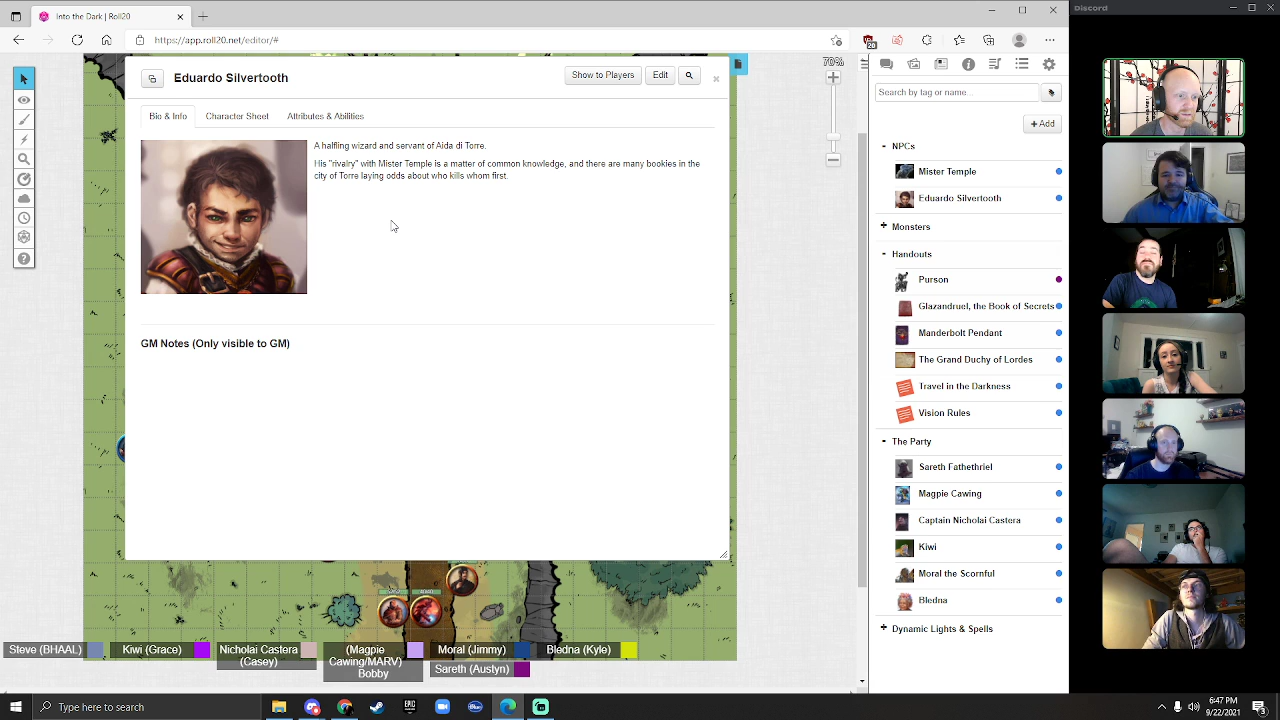 Into the Dark | Roll20
https://app.roll20.net/editor/#
20
Discord
Eduardo Silvertooth
Show to Players
Edit
Bio & Info
Character Sheet
Attributes & Abilities
A halfling wizard and servant of Lord Torre.
His "rivalry" with Mister Temple is a matter of common knowledge, and there are many bookies in the
city of Torre laying odds about who kills whom first.
GM Notes (Only visible to GM)
70%
Search by tag or name...
+ Add
NPCs
Mister Temple
Eduardo Silvertooth
Monsters
Handouts
Purson
Glazandruel, the Book of Secrets
Manderbolt Pendant
The Grand Duchy of Lordes
Travel in the Darkness
Vision Rules
The Party
Sareth Fathethriel
Magpie Cawing
Captain Nicholai Castera
Kiwi
Moral the Scornful
Bledna
Dynamic Lights & Spells
Steve (BHAAL)
Kiwi (Grace)
Nicholai Castera
(Casey)
(Magpie
Cawing/MARV)
Bobby
Moral (Jimmy)
Sareth (Austyn)
Bledna (Kyle)
Type here to search
EPIC
6:47 PM
9/22/2021
3